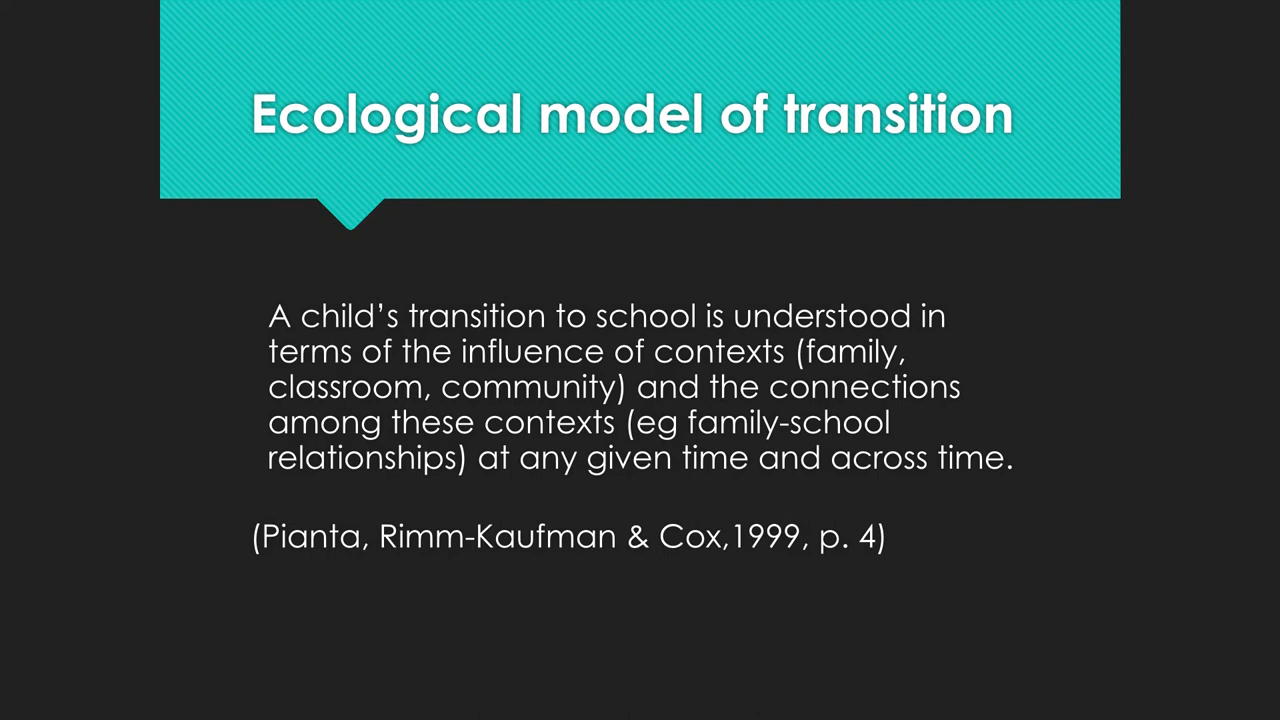 Ecological model of transition
A child’s transition to school is understood in
terms of the influence of contexts (family,
classroom, community) and the connections
among these contexts (eg family-school
relationships) at any given time and across time.
(Pianta, Rimm-Kaufman & Cox,1999, p. 4)